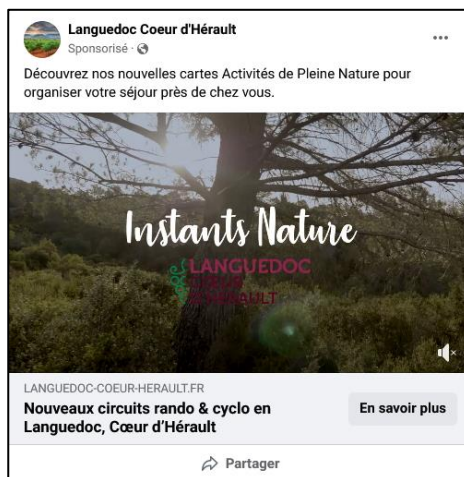 Languedoc Coeur d'Hérault
Sponsorisé ·
Découvrez nos nouvelles cartes Activités de Pleine Nature pour
organiser votre séjour près de chez vous.
Instants Nature
LANGUEDOC
CŒUR
D'HÉRAULT
LANGUEDOC-COEUR-HERAULT.FR
Nouveaux circuits rando & cyclo en
Languedoc, Cœur d'Hérault
En savoir plus
Partager